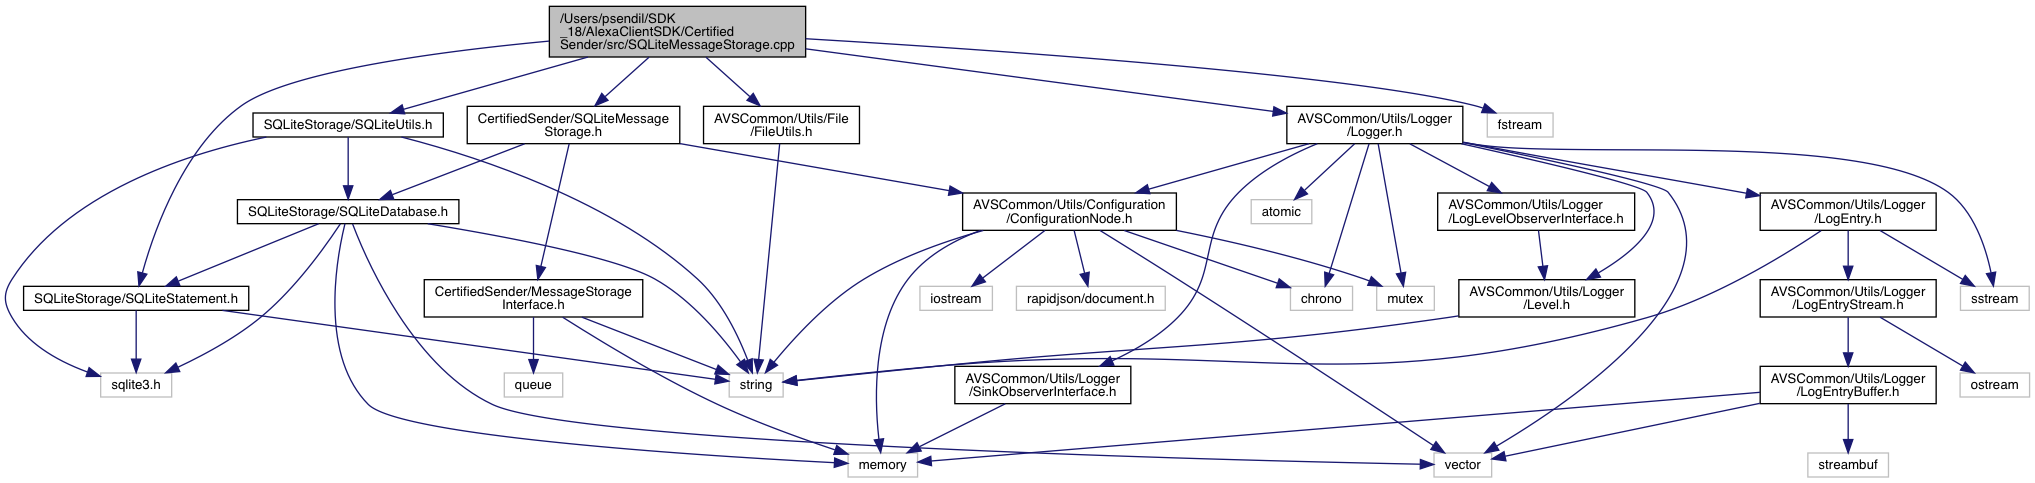 /Users/psendil/SDK
_18/AlexaClientSDK/Certified
Sender/src/SQLiteMessageStorage.cpp
SQLiteStorage/SQLiteUtils.h
CertifiedSender/SQLiteMessage
Storage.h
AVSCommon/Utils/File
/FileUtils.h
AVSCommon/Utils/Logger
/Logger.h
fstream
SQLiteStorage/SQLiteDatabase.h
AVSCommon/Utils/Configuration
/ConfigurationNode.h
atomic
AVSCommon/Utils/Logger
/LogLevelObserverInterface.h
AVSCommon/Utils/Logger
/LogEntry.h
SQLiteStorage/SQLiteStatement.h
CertifiedSender/MessageStorage
Interface.h
iostream
rapidjson/document.h
chrono
mutex
AVSCommon/Utils/Logger
/Level.h
AVSCommon/Utils/Logger
/LogEntryStream.h
sstream
sqlite3.h
queue
string
AVSCommon/Utils/Logger
/SinkObserverInterface.h
AVSCommon/Utils/Logger
/LogEntryBuffer.h
ostream
memory
vector
streambuf